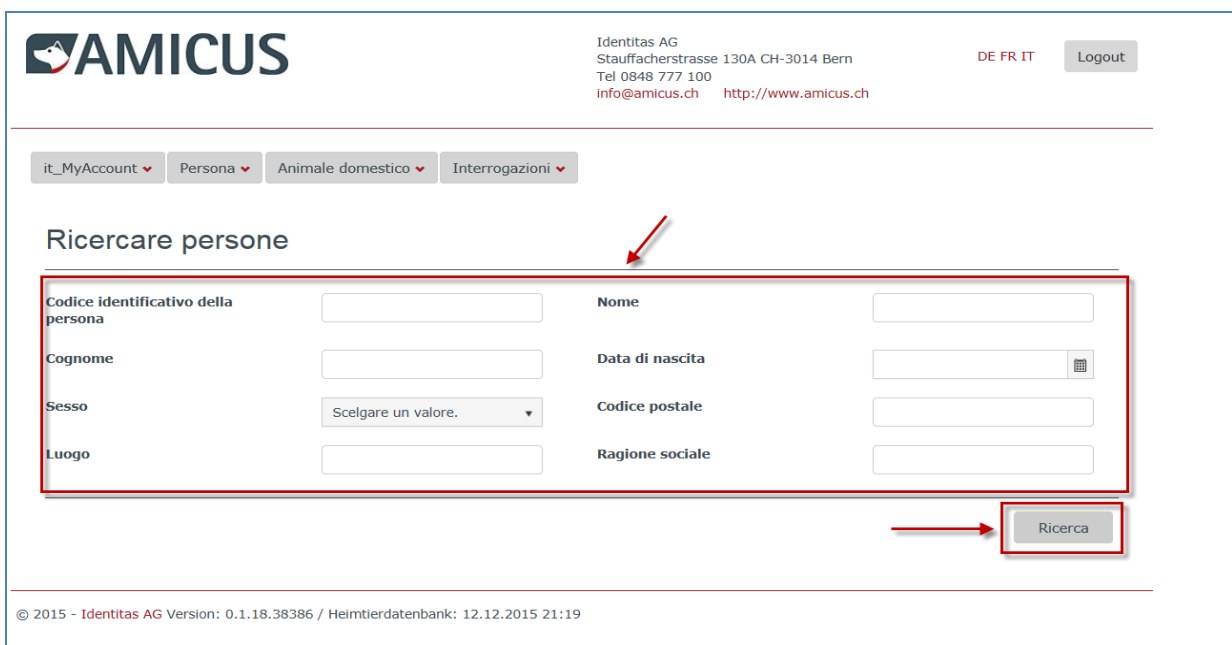 AMICUS
Identitas AG
Stauffacherstrasse 130A CH-3014 Bern
Tel 0848 777 100
info@amicus.ch http://www.amicus.ch
DE FR IT
Logout
it_MyAccount
Persona
Animale domestico
Interrogazioni
Ricercare persone
Codice identificativo della
persona
Nome
Cognome
Data di nascita
Sesso
Scelgare un valore.
Codice postale
Luogo
Ragione sociale
Ricerca
© 2015 - Identitas AG Version: 0.1.18.38386 / Heimtierdatenbank: 12.12.2015 21:19